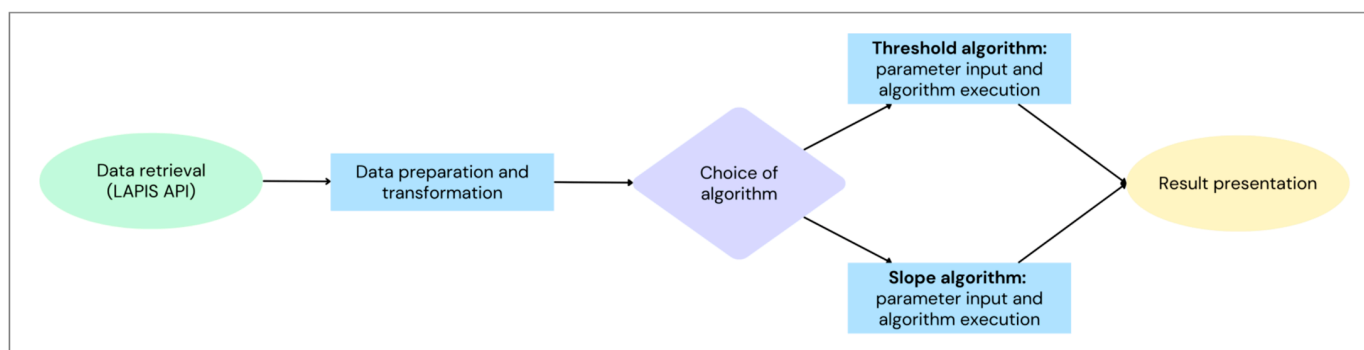 Data retrieval
(LAPIS API)
Data preparation and
transformation
Choice of
algorithm
Threshold algorithm:
parameter input and
algorithm execution
Slope algorithm:
parameter input and
algorithm execution
Result presentation